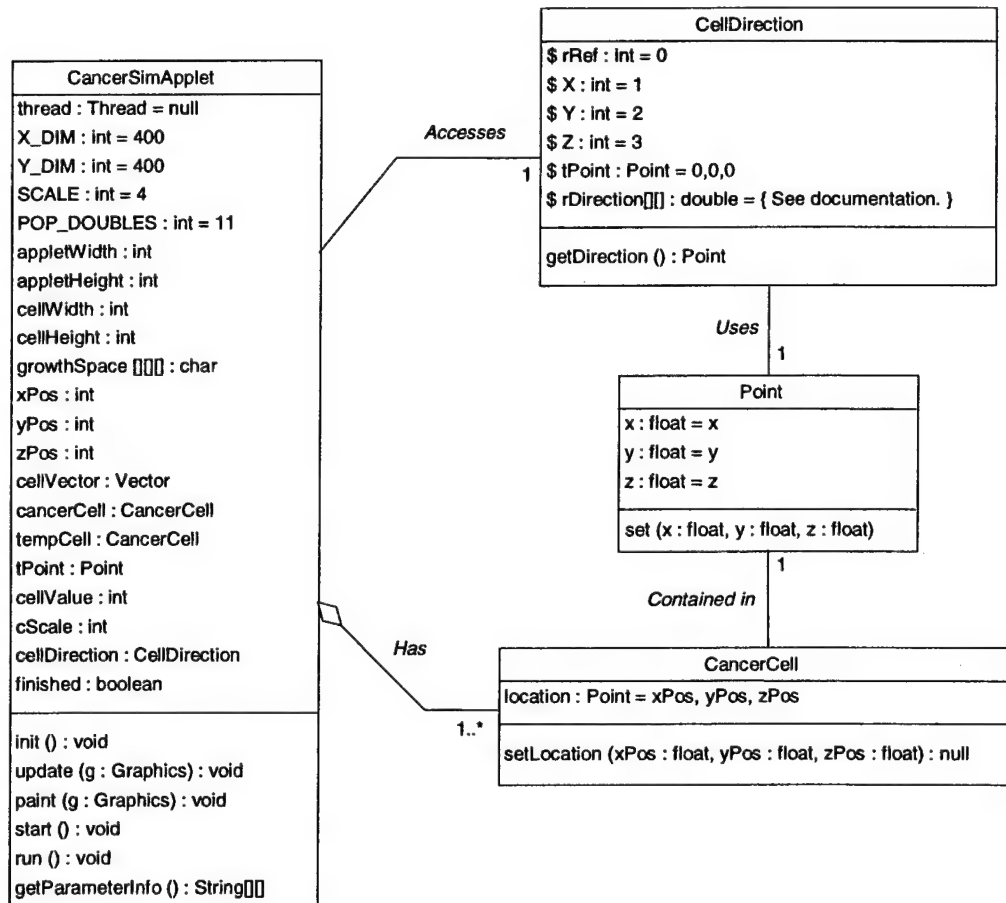 CancerSimApplet
thread : Thread = null
X_DIM : int = 400
Y_DIM : int = 400
SCALE : int = 4
POP_DOUBLES : int = 11
appletWidth : int
appletHeight : int
cellWidth : int
cellHeight : int
growthSpace [][][] : char
xPos : int
yPos : int
zPos : int
cellVector : Vector
cancerCell : CancerCell
tempCell : CancerCell
tPoint : Point
cellValue : int
cScale : int
cellDirection : CellDirection
finished : boolean
init () : void
update (g : Graphics) : void
paint (g : Graphics) : void
start () : void
run () : void
getParameterInfo () : String[][]
Accesses
1
CellDirection
$ rRef : int = 0
$ X : int = 1
$ Y : int = 2
$ Z : int = 3
$ tPoint : Point = 0,0,0
$ rDirection[][] : double = { See documentation. }
getDirection () : Point
Uses
1
Point
x : float = x
y : float = y
z : float = z
set (x : float, y : float, z : float)
1
Contained in
Has
1..*
CancerCell
location : Point = xPos, yPos, zPos
setLocation (xPos : float, yPos : float, zPos : float) : null